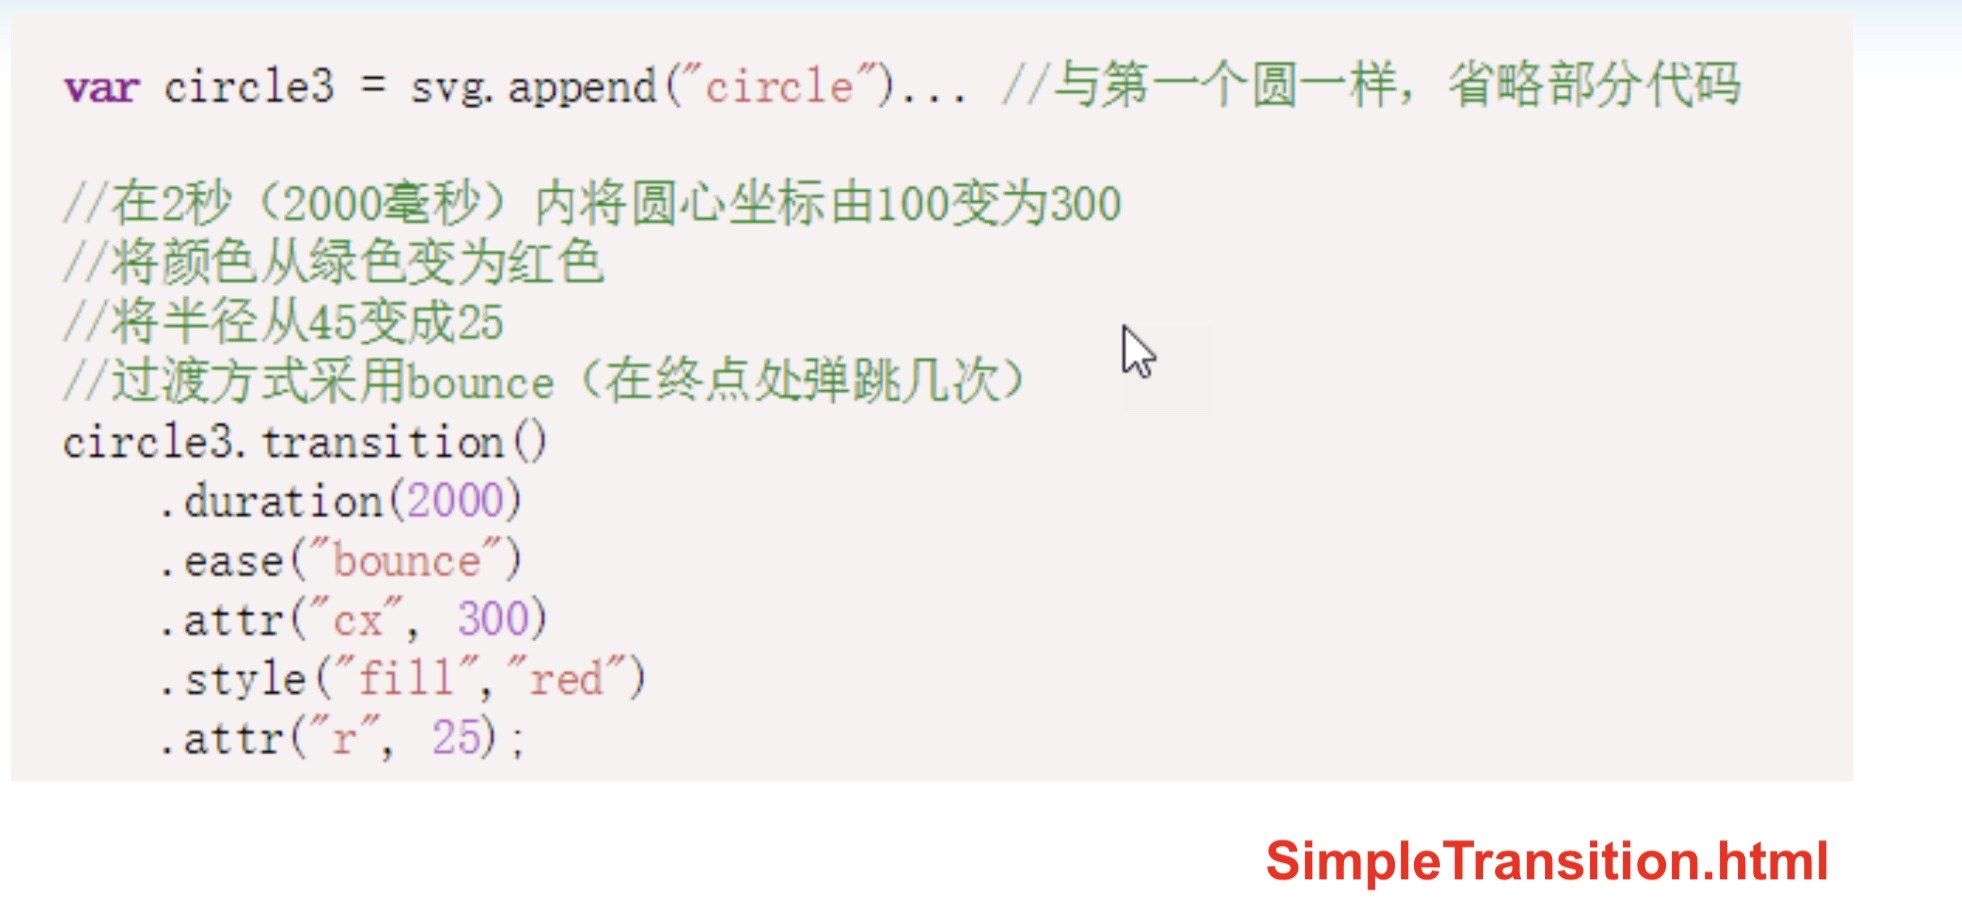 var circle3 = svg.append("circle")... //与第一个圆一样，省略部分代码
//在2秒（2000毫秒）内将圆心坐标由100变为300
//将颜色从绿色变为红色
//将半径从45变成25
//过渡方式采用bounce（在终点处弹跳几次）
circle3.transition()
.duration(2000)
.ease("bounce")
.attr("cx", 300)
.style("fill","red")
.attr("r", 25);
SimpleTransition.html